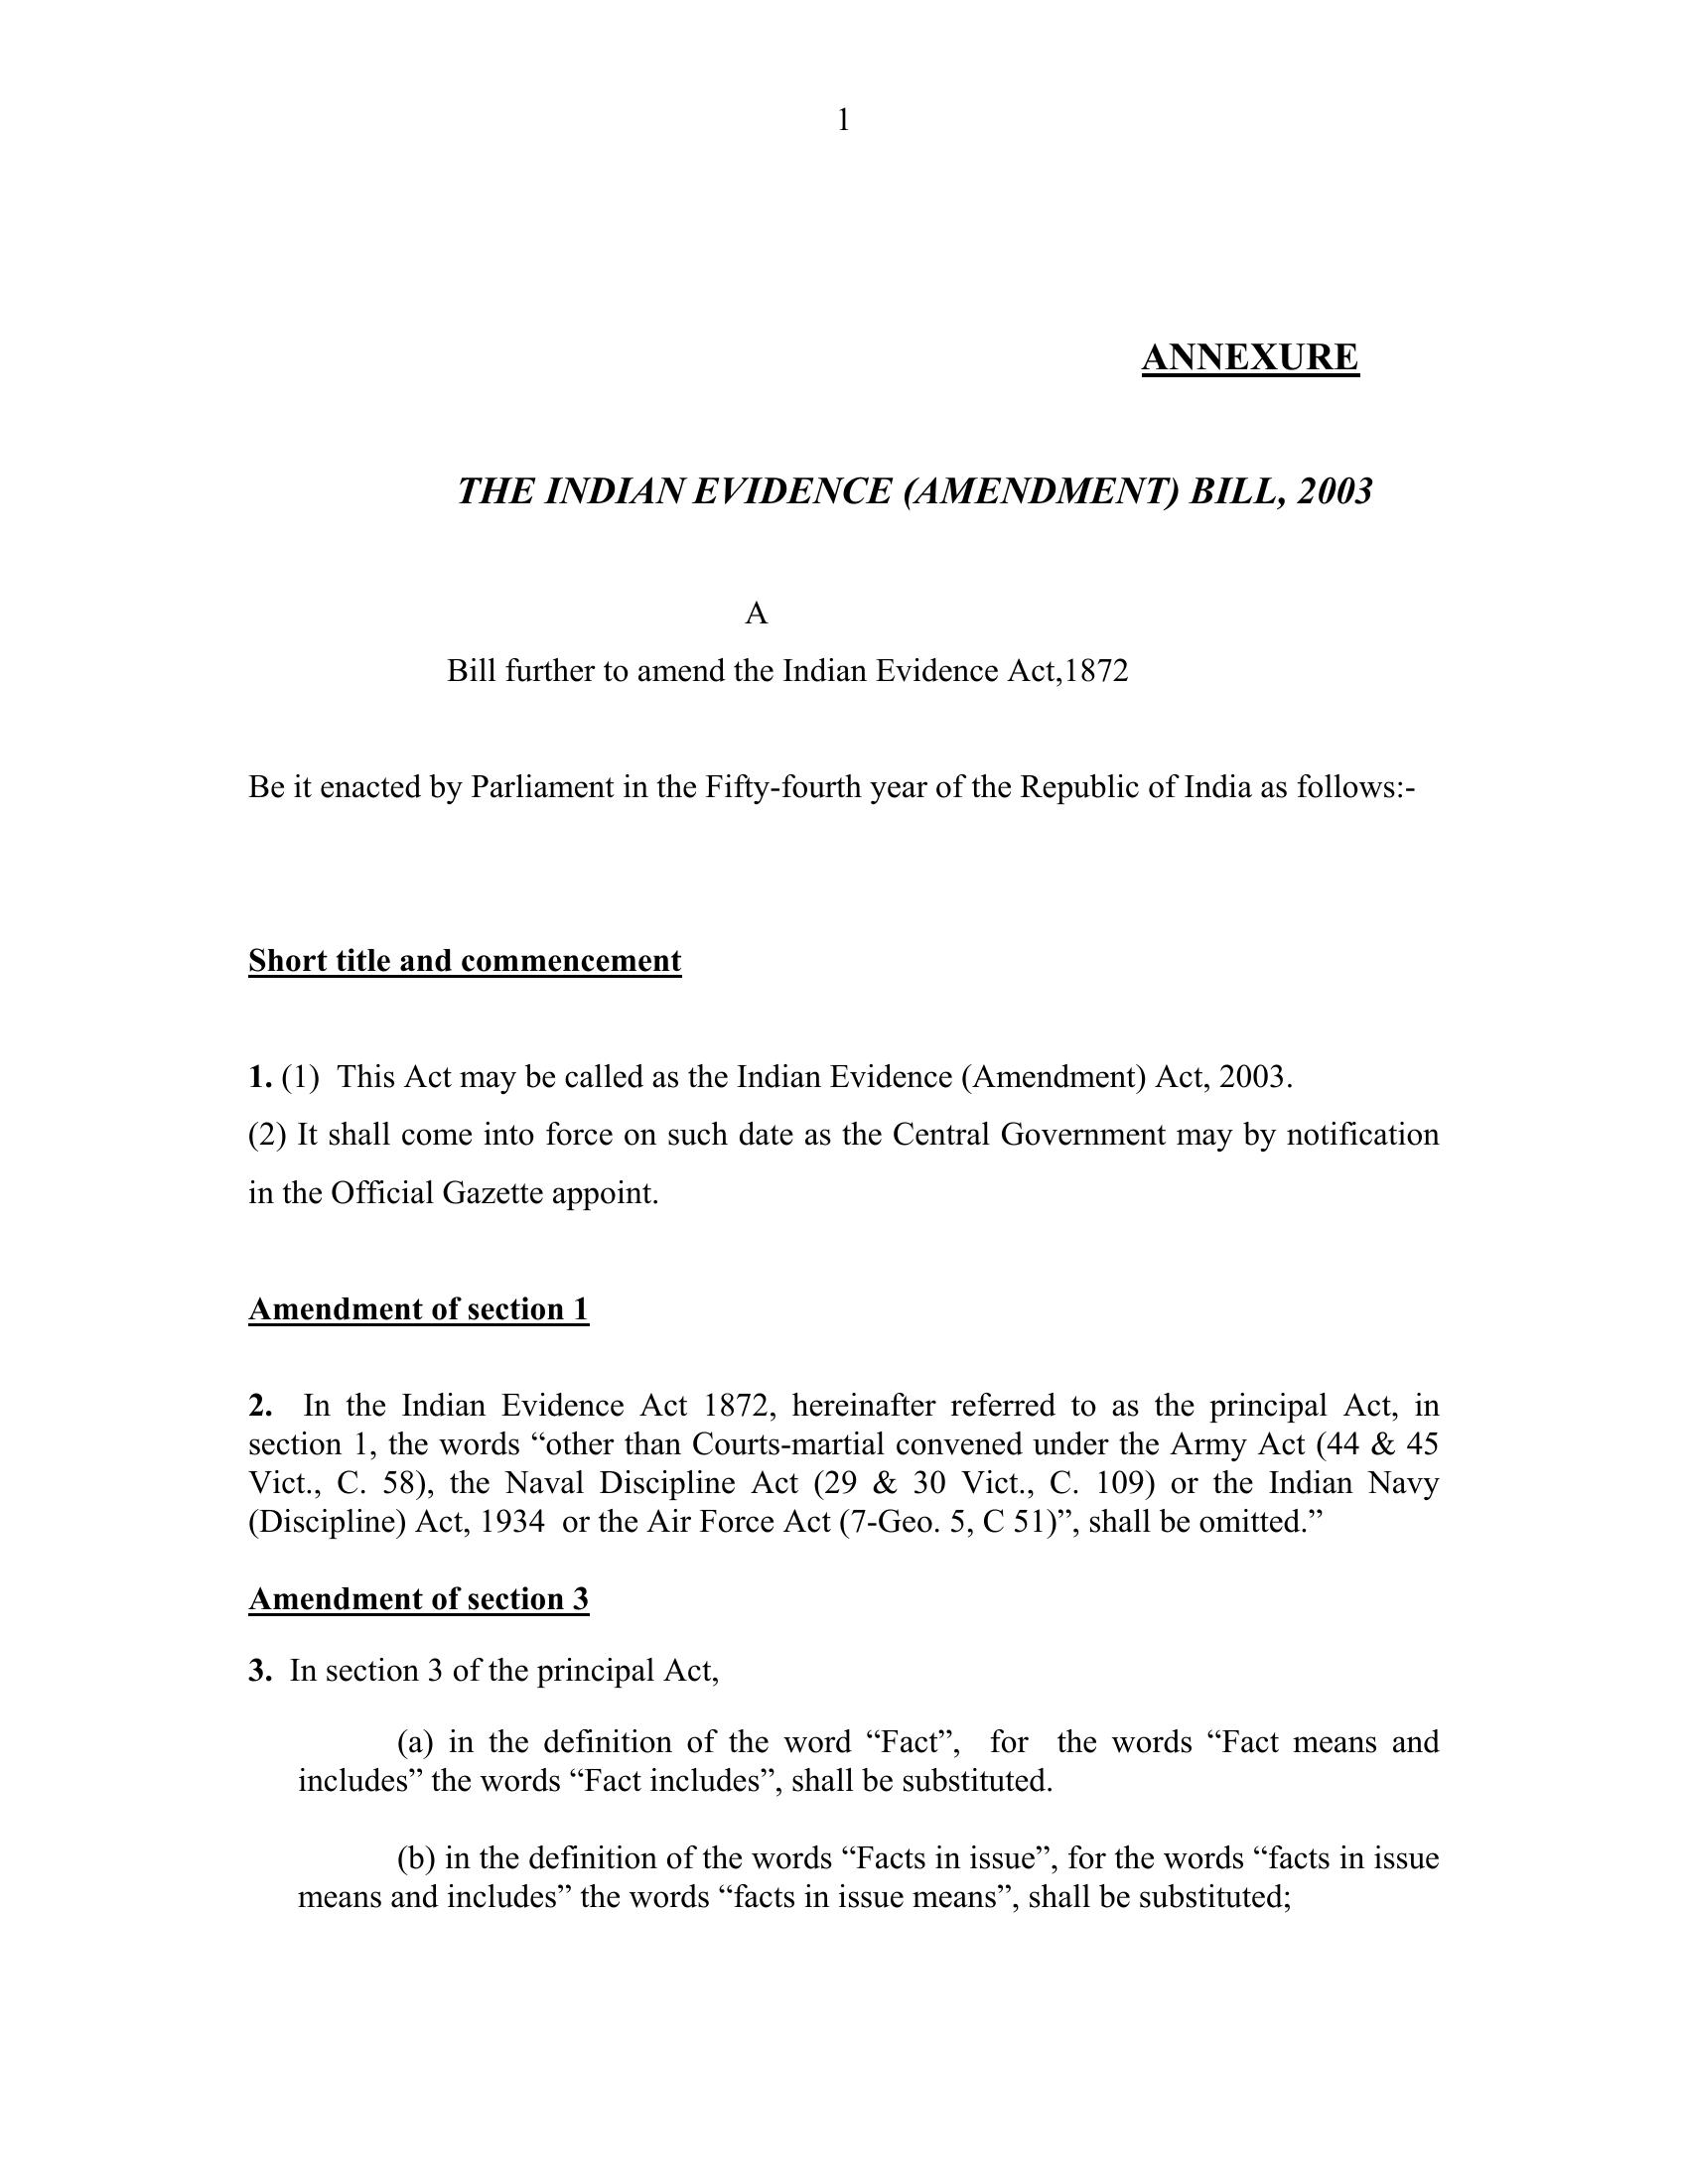 1
ANNEXURE
THE INDIAN EVIDENCE (AMENDMENT) BILL, 2003
A
Bill further to amend the Indian Evidence Act,1872
Be it enacted by Parliament in the Fifty-fourth year of the Republic of India as follows:-
Short title and commencement
1. (1) This Act may be called as the Indian Evidence (Amendment) Act, 2003.
(2) It shall come into force on such date as the Central Government may by notification
in the Official Gazette appoint.
Amendment of section 1
2. In the Indian Evidence Act 1872, hereinafter referred to as the principal Act, in
section 1, the words “other than Courts-martial convened under the Army Act (44 & 45
Vict., C. 58), the Naval Discipline Act (29 & 30 Vict., C. 109) or the Indian Navy
(Discipline) Act, 1934 or the Air Force Act (7-Geo. 5, C 51)”, shall be omitted.”
Amendment of section 3
3. In section 3 of the principal Act,
(a) in the definition of the word “Fact”, for the words “Fact means and
includes” the words “Fact includes”, shall be substituted.
(b) in the definition of the words “Facts in issue”, for the words “facts in issue
means and includes” the words “facts in issue means”, shall be substituted;